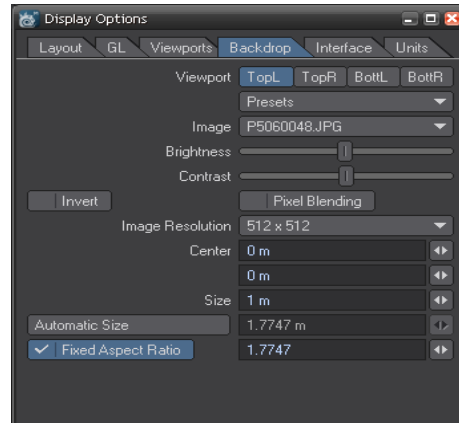 Display Options
Layout GL Viewports Backdrop Interface Units
Viewport TopL TopR BottL BottR
Presets
Image P5060048.JPG
Brightness
Contrast
Invert Pixel Blending
Image Resolution 512 x 512
Center 0 m
0 m
Size 1 m
Automatic Size 1.7747 m
Fixed Aspect Ratio 1.7747